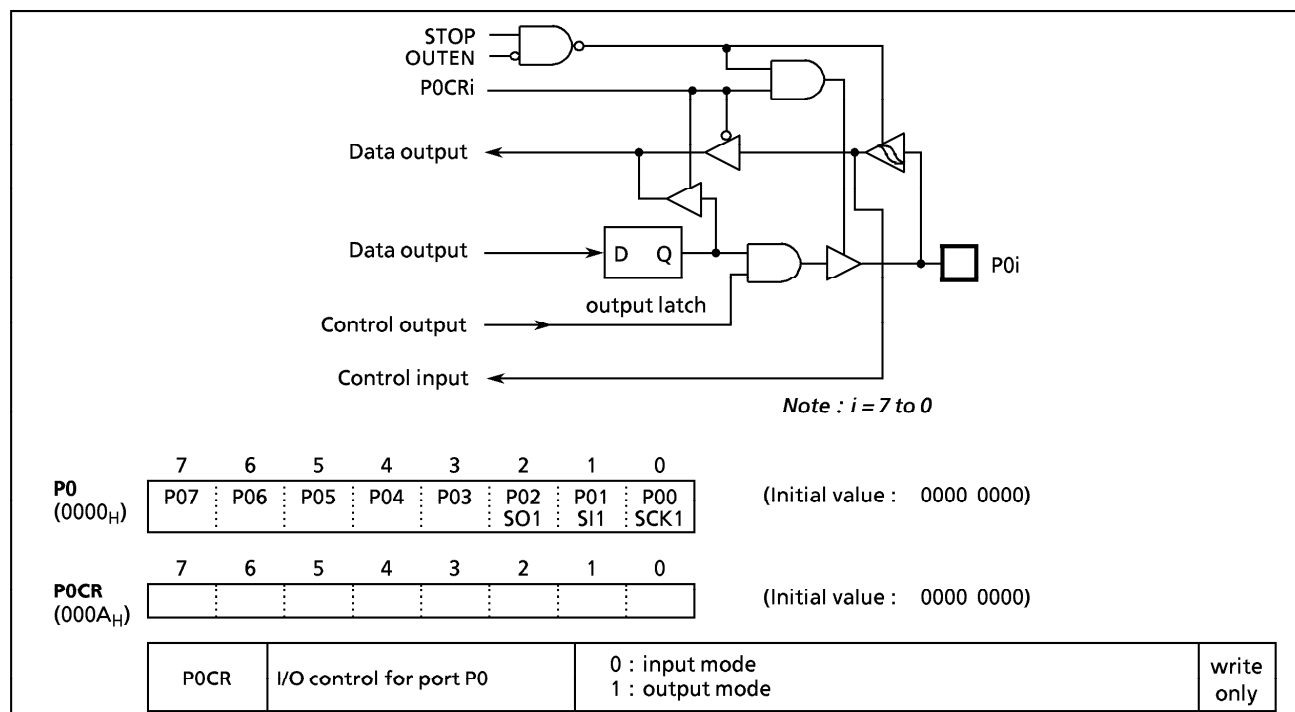 STOP
OUTEN
P0CRi
Data output
Data output
D Q
P0i
output latch
Control output
Control input
Note : i = 7 to 0
7 6 5 4 3 2 1 0
P0
(0000H)
P07 P06 P05 P04 P03 P02 P01 P00
SO1 SI1 SCK1
(Initial value : 0000 0000)
7 6 5 4 3 2 1 0
P0CR
(000AH)
(Initial value : 0000 0000)
P0CR
I/O control for port P0
0 : input mode
1 : output mode
write
only